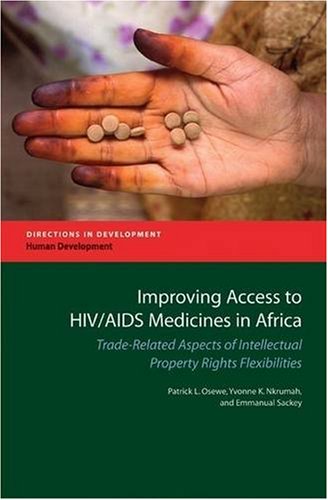 DIRECTIONS IN DEVELOPMENT
Human Development
Improving Access to
HIV/AIDS Medicines in Africa
Trade-Related Aspects of Intellectual
Property Rights Flexibilities
Patrick L. Osewe, Yvonne K. Nkrumah,
and Emmanual Sackey